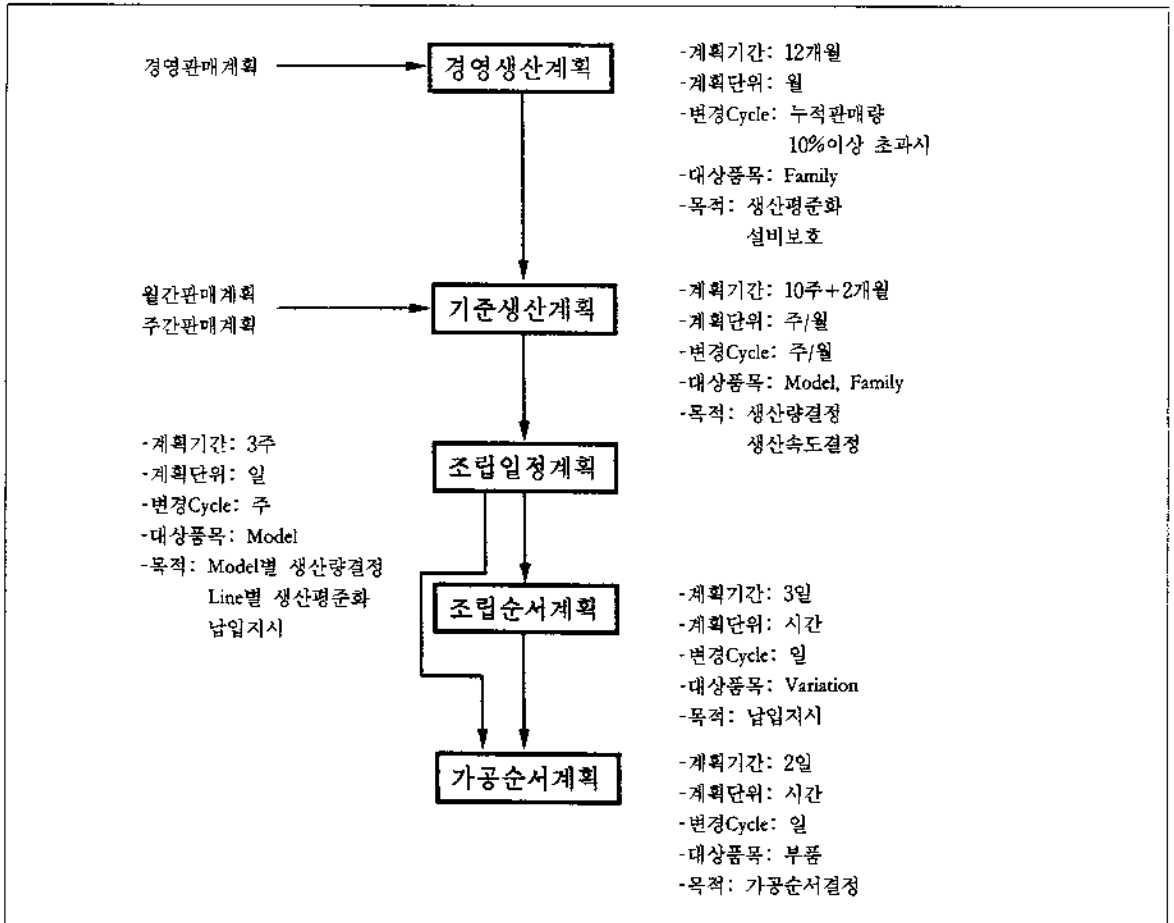 경영판매계획
경영생산계획
-계획기간: 12개월
-계획단위: 월
-변경Cycle: 누적판매량
10%이상 초과시
-대상품목: Family
-목적: 생산평준화
설비보호
월간판매계획
주간판매계획
기준생산계획
-계획기간: 10주+2개월
-계획단위: 주/월
-변경Cycle: 주/월
-대상품목: Model, Family
-목적: 생산량결정
생산속도결정
-계획기간: 3주
-계획단위: 일
-변경Cycle: 주
-대상품목: Model
-목적: Model별 생산량결정
Line별 생산평준화
납입지시
조립일정계획
조립순서계획
-계획기간: 3일
-계획단위: 시간
-변경Cycle: 일
-대상품목: Variation
-목적: 납입지시
가공순서계획
-계획기간: 2일
-계획단위: 시간
-변경Cycle: 일
-대상품목: 부품
-목적: 가공순서결정